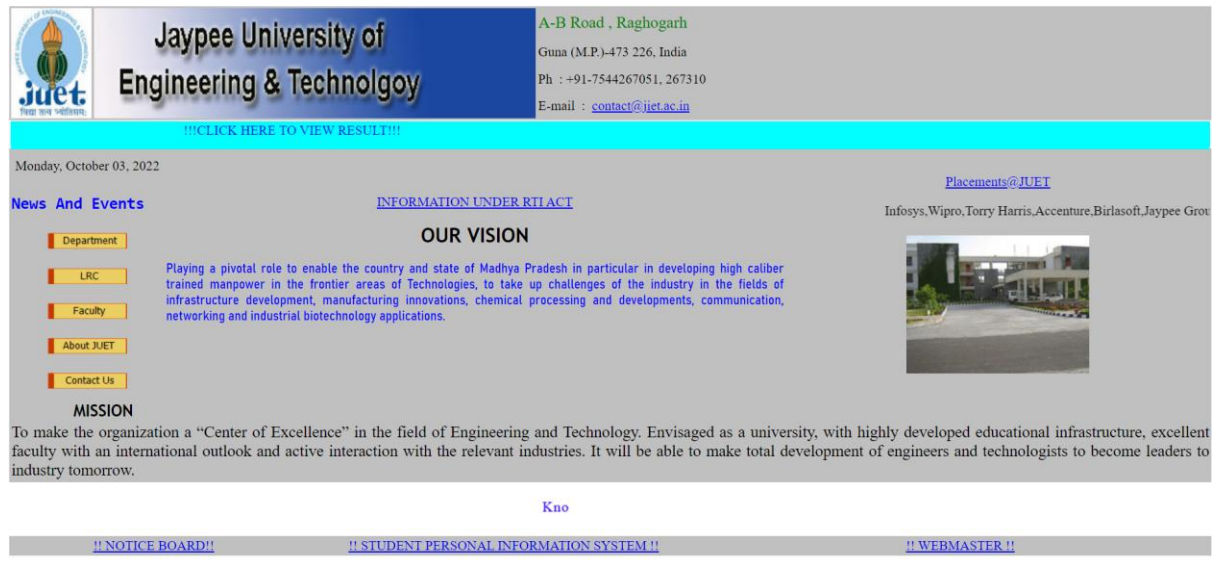 Jaypee University of
Engineering & Technolgoy
juet
A-B Road , Raghogarh
Guna (M.P.)-473 226, India
Ph : +91-7544267051, 267310
E-mail : contact@jiet.ac.in
!!!CLICK HERE TO VIEW RESULT!!!
Monday, October 03, 2022
Placements@JUET
News And Events
INFORMATION UNDER RTI ACT
Infosys,Wipro,Torry Harris,Accenture,Birlasoft,Jaypee Grou
OUR VISION
Department
LRC
Faculty
About JUET
Contact Us
Playing a pivotal role to enable the country and state of Madhya Pradesh in particular in developing high caliber
trained manpower in the frontier areas of Technologies, to take up challenges of the industry in the fields of
infrastructure development, manufacturing innovations, chemical processing and developments, communication,
networking and industrial biotechnology applications.
MISSION
To make the organization a “Center of Excellence” in the field of Engineering and Technology. Envisaged as a university, with highly developed educational infrastructure, excellent
faculty with an international outlook and active interaction with the relevant industries. It will be able to make total development of engineers and technologists to become leaders to
industry tomorrow.
Kno
!! NOTICE BOARD!!
!! STUDENT PERSONAL INFORMATION SYSTEM !!
!! WEBMASTER !!